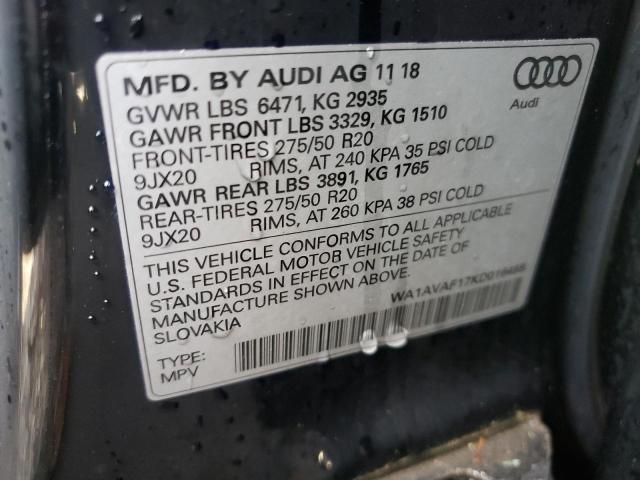 MFD. BY AUDI AG 11 18
GVWR LBS 6471, KG 2935
GAWR FRONT LBS 3329, KG 1510
FRONT-TIRES 275/50 R20
9JX20 RIMS, AT 240 KPA 35 PSI COLD
GAWR REAR LBS 3891, KG 1765
REAR-TIRES 275/50 R20
9JX20 RIMS, AT 260 KPA 38 PSI COLD
THIS VEHICLE CONFORMS TO ALL APPLICABLE
U.S. FEDERAL MOTOR VEHICLE SAFETY
STANDARDS IN EFFECT ON THE DATE OF
MANUFACTURE SHOWN ABOVE.
SLOVAKIA
TYPE:
MPV
Audi